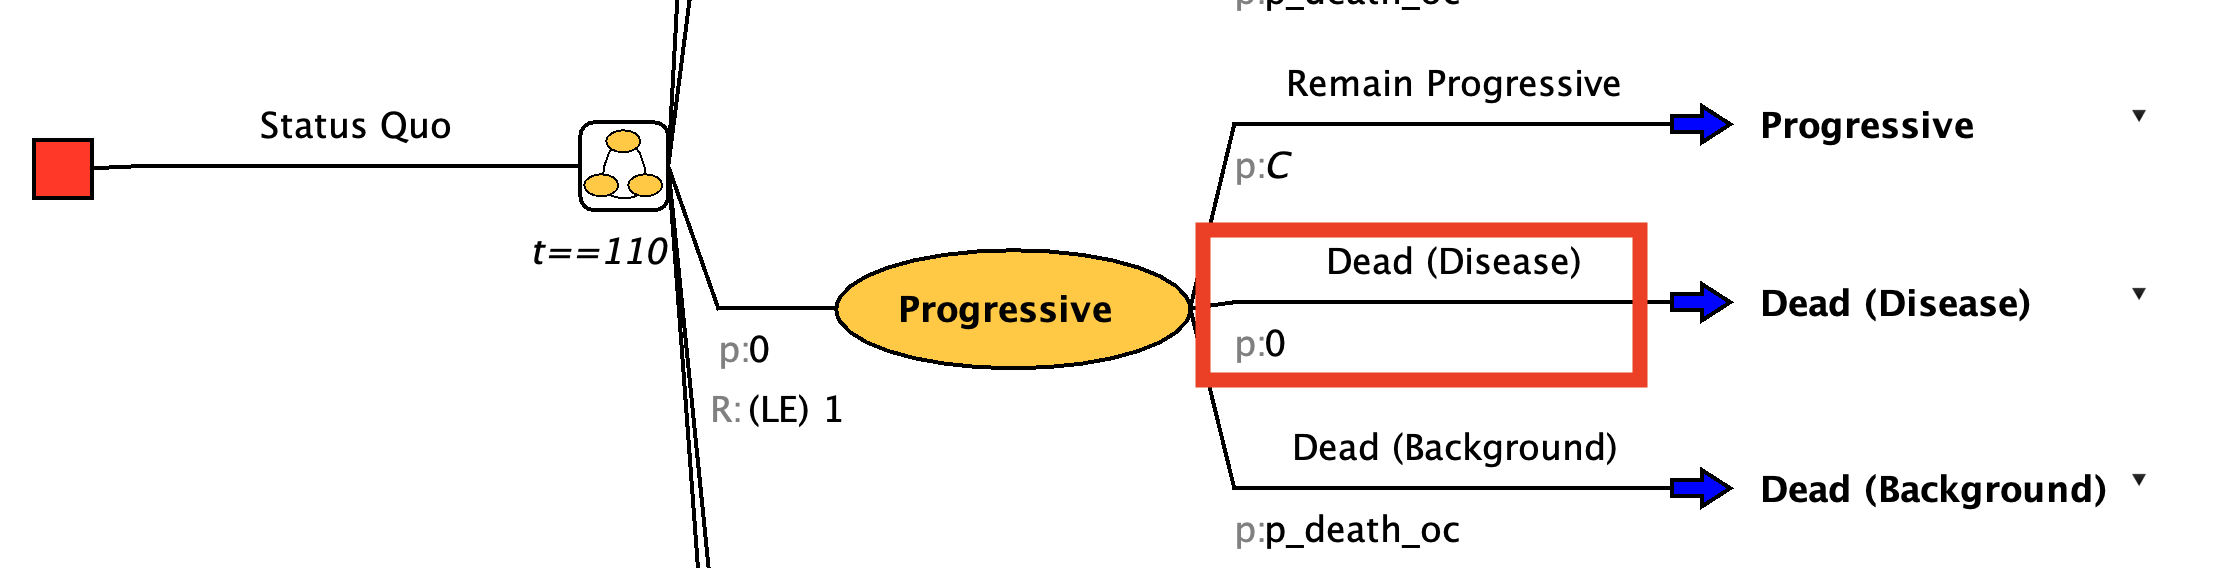 p:p_death_oc
Remain Progressive
Status Quo
Progressive
p:C
t==110
Dead (Disease)
Progressive
Dead (Disease)
p:0
p:0
R:(LE) 1
Dead (Background)
Dead (Background)
p:p_death_oc